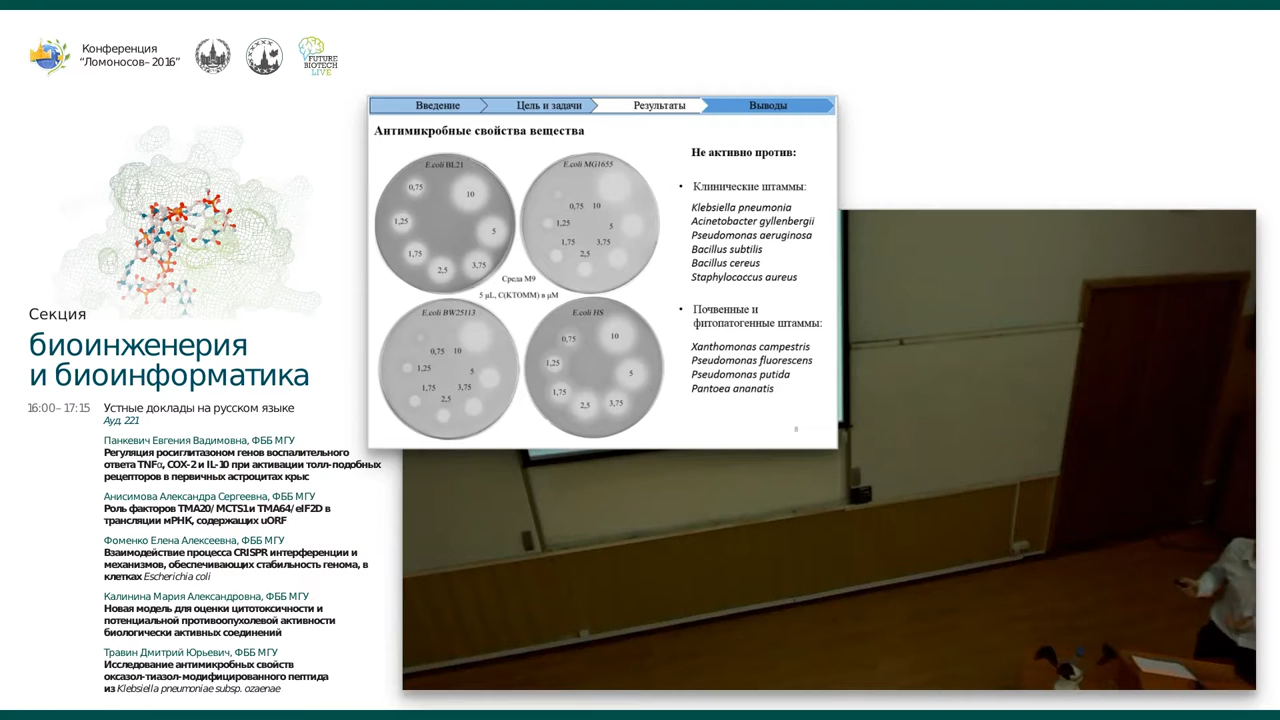 Конференция
“Ломоносов–2016”
FUTURE
BIOTECH
LIVE
Введение
Цель и задачи
Результаты
Выводы
Антимикробные свойства вещества
E.coli BL21
0,75
10
1,25
5
1,75
2,5
3,75
E.coli MG1655
0,75 10
1,25
5
1,75 3,75
2,5
Среда М9
5 μL, C(KTOMM) в μM
E.coli BW25113
0,75 10
1,25
5
1,75 3,75
2,5
E.coli HS
0,75
10
1,25
5
1,75
2,5
3,75
Не активно против:
• Клинические штаммы:
Klebsiella pneumonia
Acinetobacter gyllenbergii
Pseudomonas aeruginosa
Bacillus subtilis
Bacillus cereus
Staphylococcus aureus
• Почвенные и
фитопатогенные штаммы:
Xanthomonas campestris
Pseudomonas fluorescens
Pseudomonas putida
Pantoea ananatis
8
Секция
биоинженерия
и биоинформатика
16:00–17:15 Устные доклады на русском языке
Ауд. 221
Панкевич Евгения Вадимовна, ФББ МГУ
Регуляция росиглитазоном генов воспалительного
ответа TNFα, COX-2 и IL-10 при активации толл-подобных
рецепторов в первичных астроцитах крыс
Анисимова Александра Сергеевна, ФББ МГУ
Роль факторов TMA20/MCTS1 и TMA64/eIF2D в
трансляции мРНК, содержащих uORF
Фоменко Елена Алексеевна, ФББ МГУ
Взаимодействие процесса CRISPR интерференции и
механизмов, обеспечивающих стабильность генома, в
клетках Escherichia coli
Калинина Мария Александровна, ФББ МГУ
Новая модель для оценки цитотоксичности и
потенциальной противоопухолевой активности
биологически активных соединений
Травин Дмитрий Юрьевич, ФББ МГУ
Исследование антимикробных свойств
оксазол-тиазол-модифицированного пептида
из Klebsiella pneumoniae subsp. ozaenae